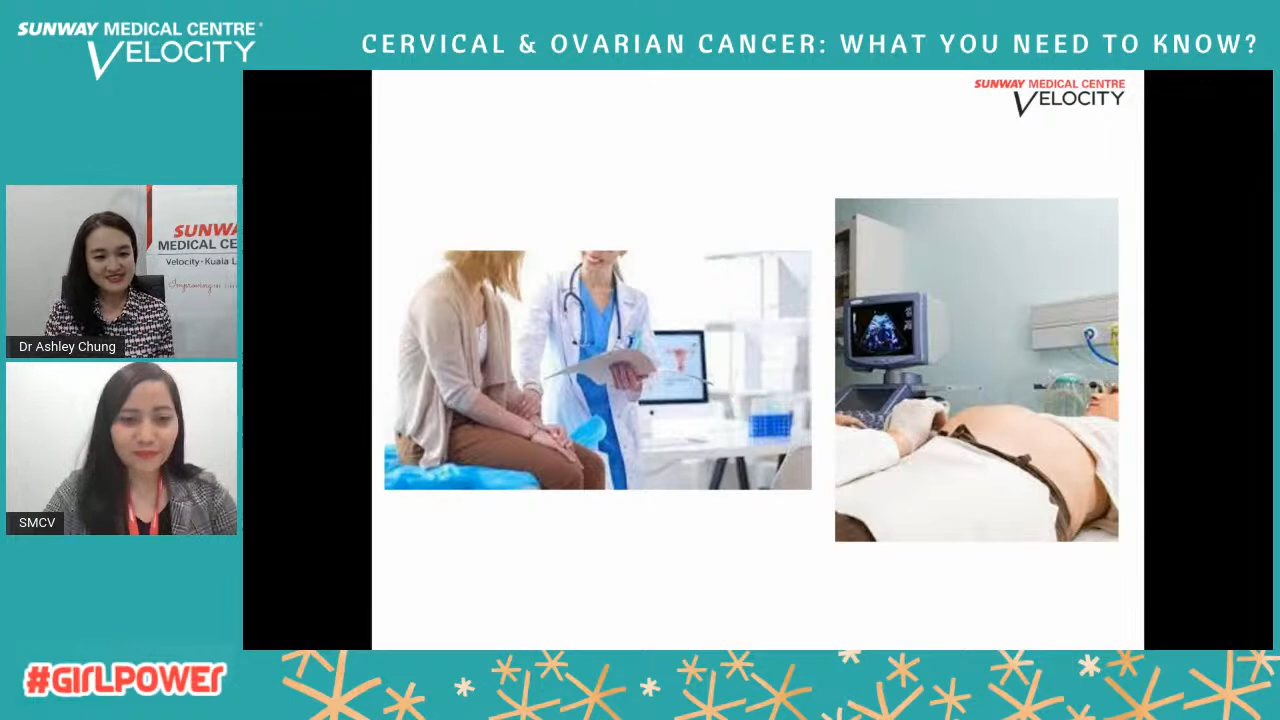 SUNWAY MEDICAL CENTRE
VELOCITY
CERVICAL & OVARIAN CANCER: WHAT YOU NEED TO KNOW?
SUNWAY MEDICAL CENTRE
VELOCITY
SUNWA
MEDICAL CE
Velocity • Kuala L
Improving
Dr Ashley Chung
SMCV
#GIRLPOWER